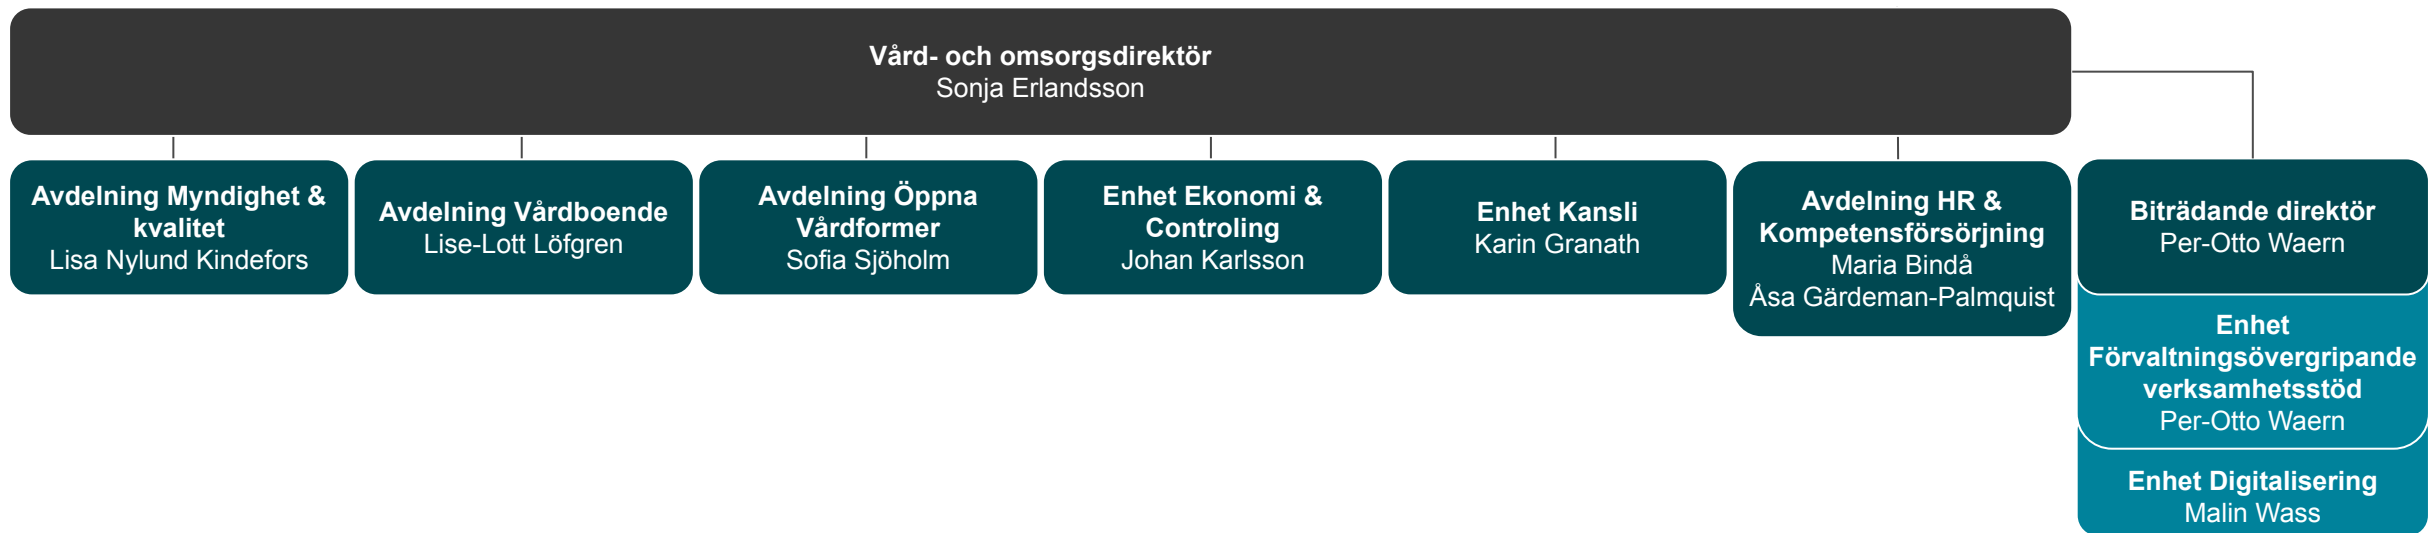 Vård- och omsorgsdirektör
Sonja Erlandsson
Avdelning Myndighet &
kvalitet
Lisa Nylund Kindefors
Avdelning Vårdboende
Lise-Lott Löfgren
Avdelning Öppna
Vårdformer
Sofia Sjöholm
Enhet Ekonomi &
Controling
Johan Karlsson
Enhet Kansli
Karin Granath
Avdelning HR &
Kompetensförsörjning
Maria Bindå
Åsa Gärdeman-Palmquist
Biträdande direktör
Per-Otto Waern
Enhet
Förvaltningsövergripande
verksamhetsstöd
Per-Otto Waern
Enhet Digitalisering
Malin Wass